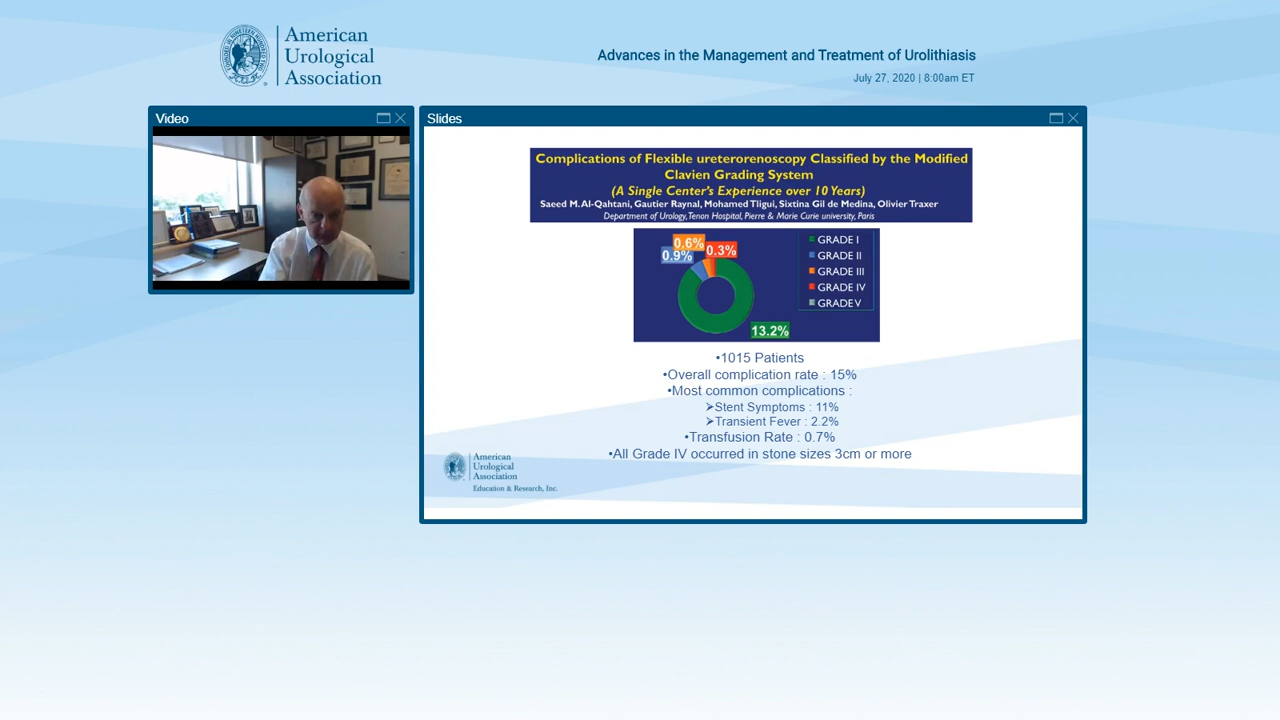 American
Urological
Association
Advances in the Management and Treatment of Urolithiasis
July 27, 2020 | 8:00am ET
Video
Slides
Complications of Flexible ureterorenoscopy Classified by the Modified
Clavien Grading System
(A Single Center's Experience over 10 Years)
Saeed M. Al-Qahtani, Gautier Raynal, Mohamed Tligui, Sixtina Gil de Medina, Olivier Traxer
Department of Urology, Tenon Hospital, Pierre & Marie Curie university, Paris
0.6%
0.9%
0.3%
13.2%
GRADE I
GRADE II
GRADE III
GRADE IV
GRADE V
•1015 Patients
•Overall complication rate : 15%
•Most common complications :
➢Stent Symptoms : 11%
➢Transient Fever : 2.2%
•Transfusion Rate : 0.7%
•All Grade IV occurred in stone sizes 3cm or more
American
Urological
Association
Education & Research, Inc.